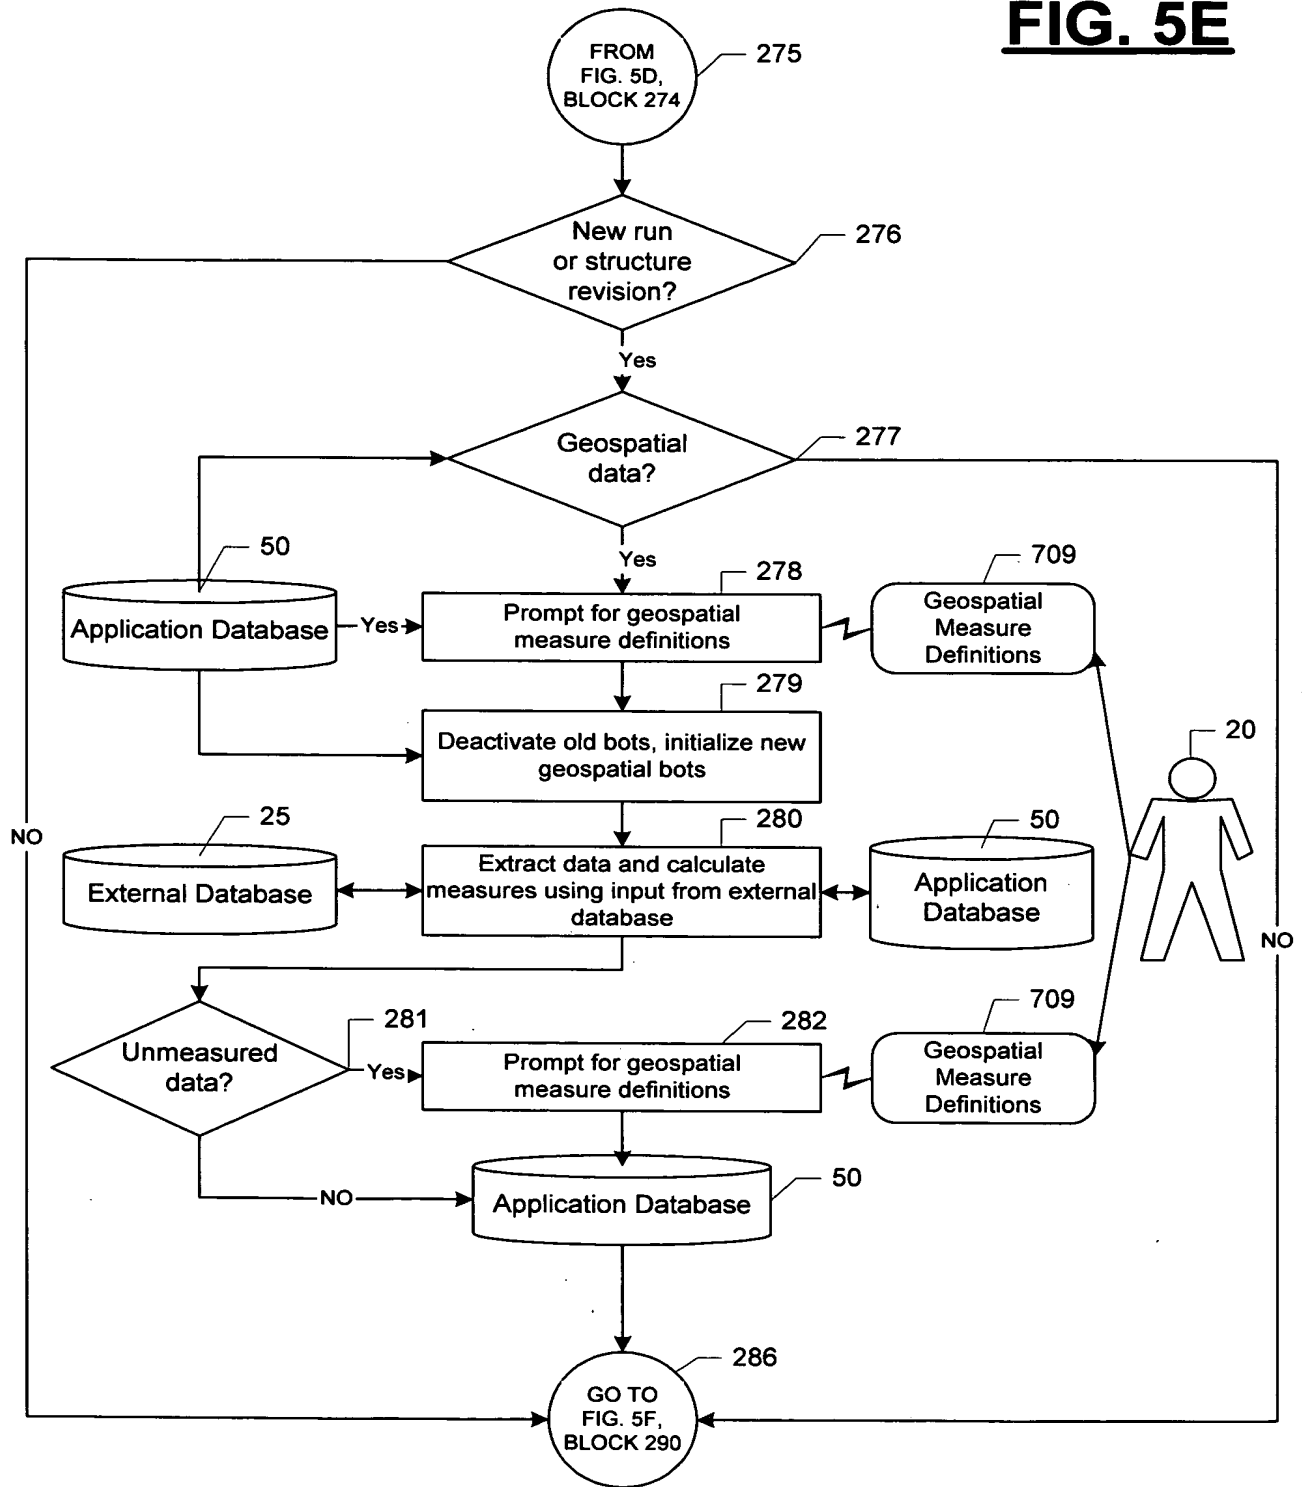 FIG. 5E
FROM
FIG. 5D,
BLOCK 274
275
New run
or structure
revision?
276
Yes
Geospatial
data?
277
Yes
50
Application Database
Yes
278
Prompt for geospatial
measure definitions
709
Geospatial
Measure
Definitions
279
Deactivate old bots, initialize new
geospatial bots
20
NO
25
External Database
280
Extract data and calculate
measures using input from external
database
50
Application
Database
NO
281
Unmeasured
data?
Yes
282
Prompt for geospatial
measure definitions
709
Geospatial
Measure
Definitions
NO
Application Database
50
286
GO TO
FIG. 5F,
BLOCK 290